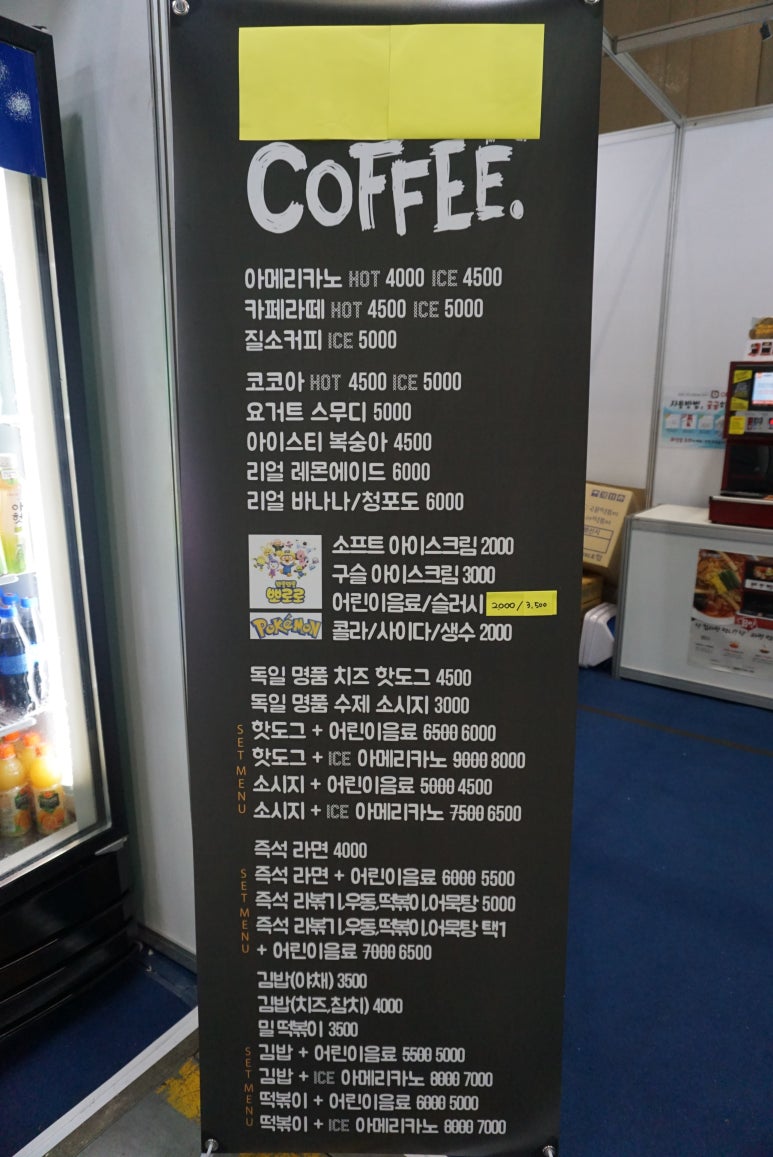 COFFEE.
아메리카노 HOT 4000 ICE 4500
카페라떼 HOT 4500 ICE 5000
질소커피 ICE 5000
코코아 HOT 4500 ICE 5000
요거트 스무디 5000
아이스티 복숭아 4500
리얼 레몬에이드 6000
리얼 바나나/청포도 6000
뽀로로
POKéMON
소프트 아이스크림 2000
구슬 아이스크림 3000
어린이음료/슬러시 2000/3,500
콜라/사이다/생수 2000
독일 명품 치즈 핫도그 4500
독일 명품 수제 소시지 3000
SET MENU
핫도그 + 어린이음료 6500 6000
핫도그 + ICE 아메리카노 9000 8000
소시지 + 어린이음료 5000 4500
소시지 + ICE 아메리카노 7500 6500
즉석 라면 4000
SET MENU
즉석 라면 + 어린이음료 6000 5500
즉석 라볶기,우동,떡볶이,어묵탕 5000
즉석 라볶기,우동,떡볶이,어묵탕 택1
+ 어린이음료 7000 6500
김밥(야채) 3500
김밥(치즈,참치) 4000
밀 떡볶이 3500
SET MENU
김밥 + 어린이음료 5500 5000
김밥 + ICE 아메리카노 8000 7000
떡볶이 + 어린이음료 6000 5000
떡볶이 + ICE 아메리카노 8000 7000